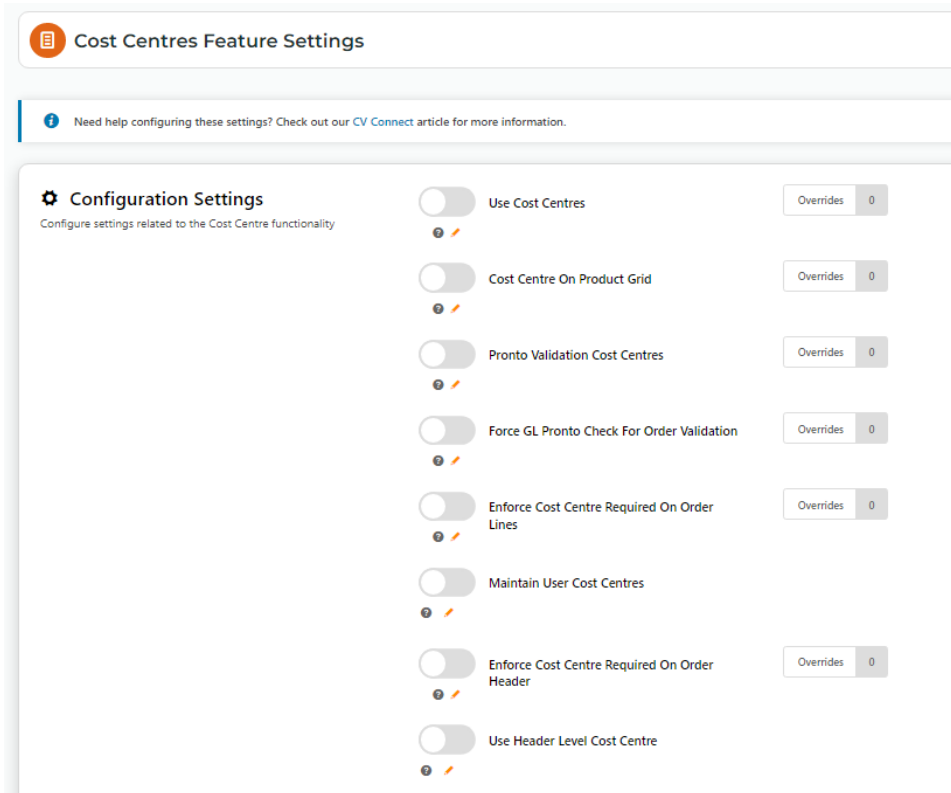 Cost Centres Feature Settings
Need help configuring these settings? Check out our CV Connect article for more information.
Configuration Settings
Configure settings related to the Cost Centre functionality
Use Cost Centres
Overrides 0
Cost Centre On Product Grid
Overrides 0
Pronto Validation Cost Centres
Overrides 0
Force GL Pronto Check For Order Validation
Overrides 0
Enforce Cost Centre Required On Order
Lines
Overrides 0
Maintain User Cost Centres
Enforce Cost Centre Required On Order
Header
Overrides 0
Use Header Level Cost Centre